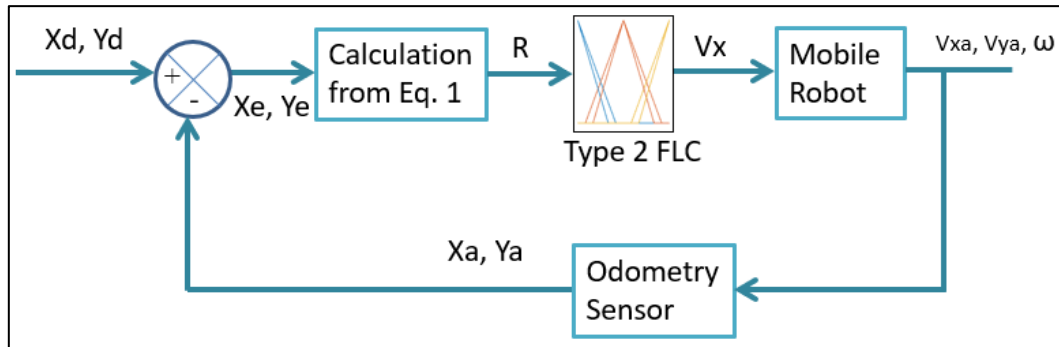 Xd, Yd
+
-
Xe, Ye
Calculation
from Eq. 1
R
Type 2 FLC
Vx
Mobile
Robot
Vxa, Vya, ω
Xa, Ya
Odometry
Sensor